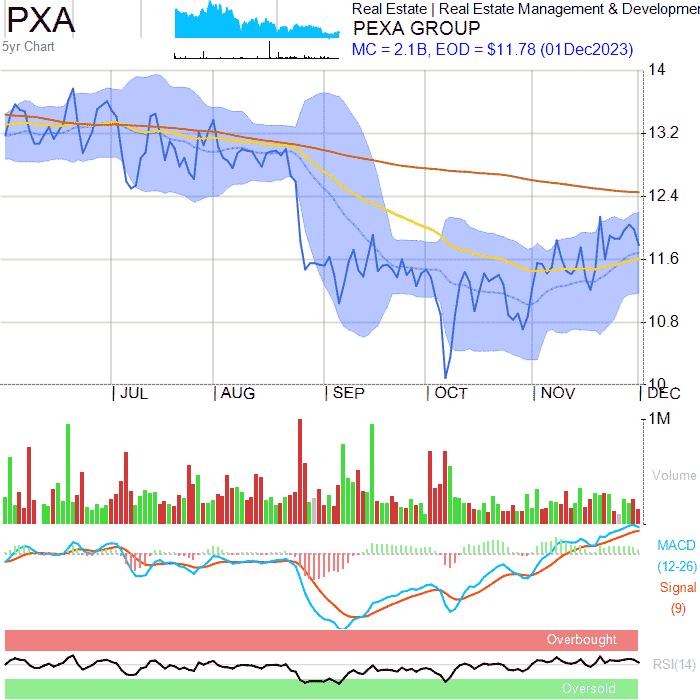 PXA
5yr Chart
Real Estate | Real Estate Management & Developmen
PEXA GROUP
MC = 2.1B, EOD = $11.78 (01Dec2023)
14
13.2
12.4
11.6
10.8
10
JUL AUG SEP OCT NOV DEC
1M
Volume
MACD
(12-26)
Signal
(9)
Overbought
RSI(14)
Oversold